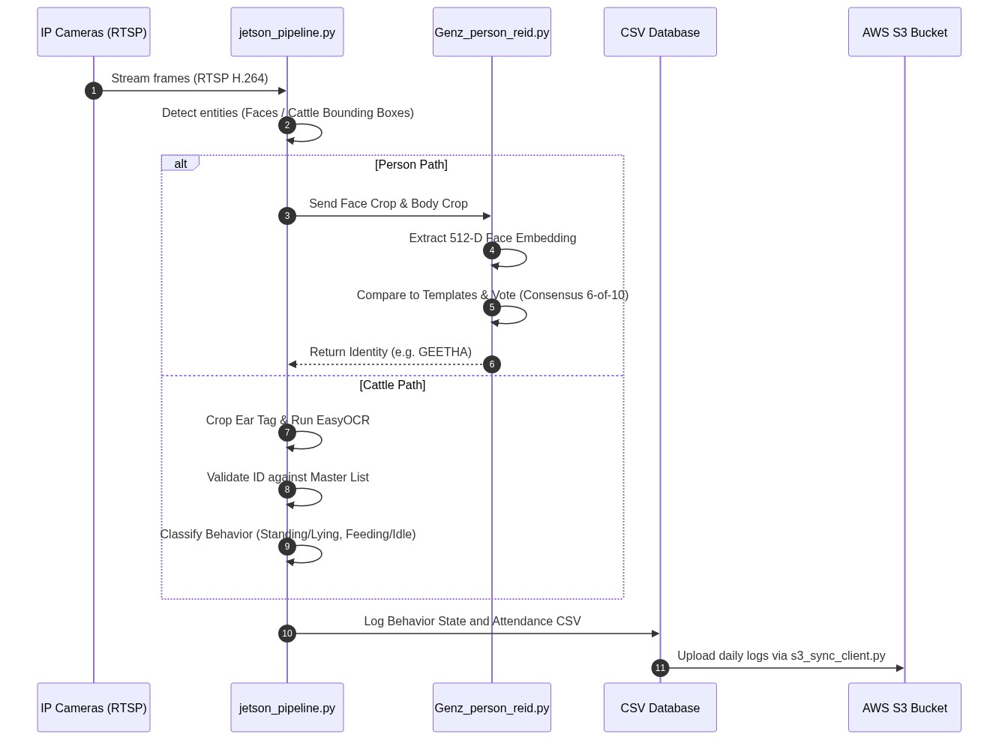 IP Cameras (RTSP)
jetson_pipeline.py
Genz_person_reid.py
CSV Database
AWS S3 Bucket
Stream frames (RTSP H.264)
1
Detect entities (Faces / Cattle Bounding Boxes)
2
alt
[Person Path]
Send Face Crop & Body Crop
3
Extract 512-D Face Embedding
4
Compare to Templates & Vote (Consensus 6-of-10)
5
Return Identity (e.g. GEETHA)
6
[Cattle Path]
Crop Ear Tag & Run EasyOCR
7
Validate ID against Master List
8
Classify Behavior (Standing/Lying, Feeding/Idle)
9
Log Behavior State and Attendance CSV
10
Upload daily logs via s3_sync_client.py
11
IP Cameras (RTSP)
jetson_pipeline.py
Genz_person_reid.py
CSV Database
AWS S3 Bucket